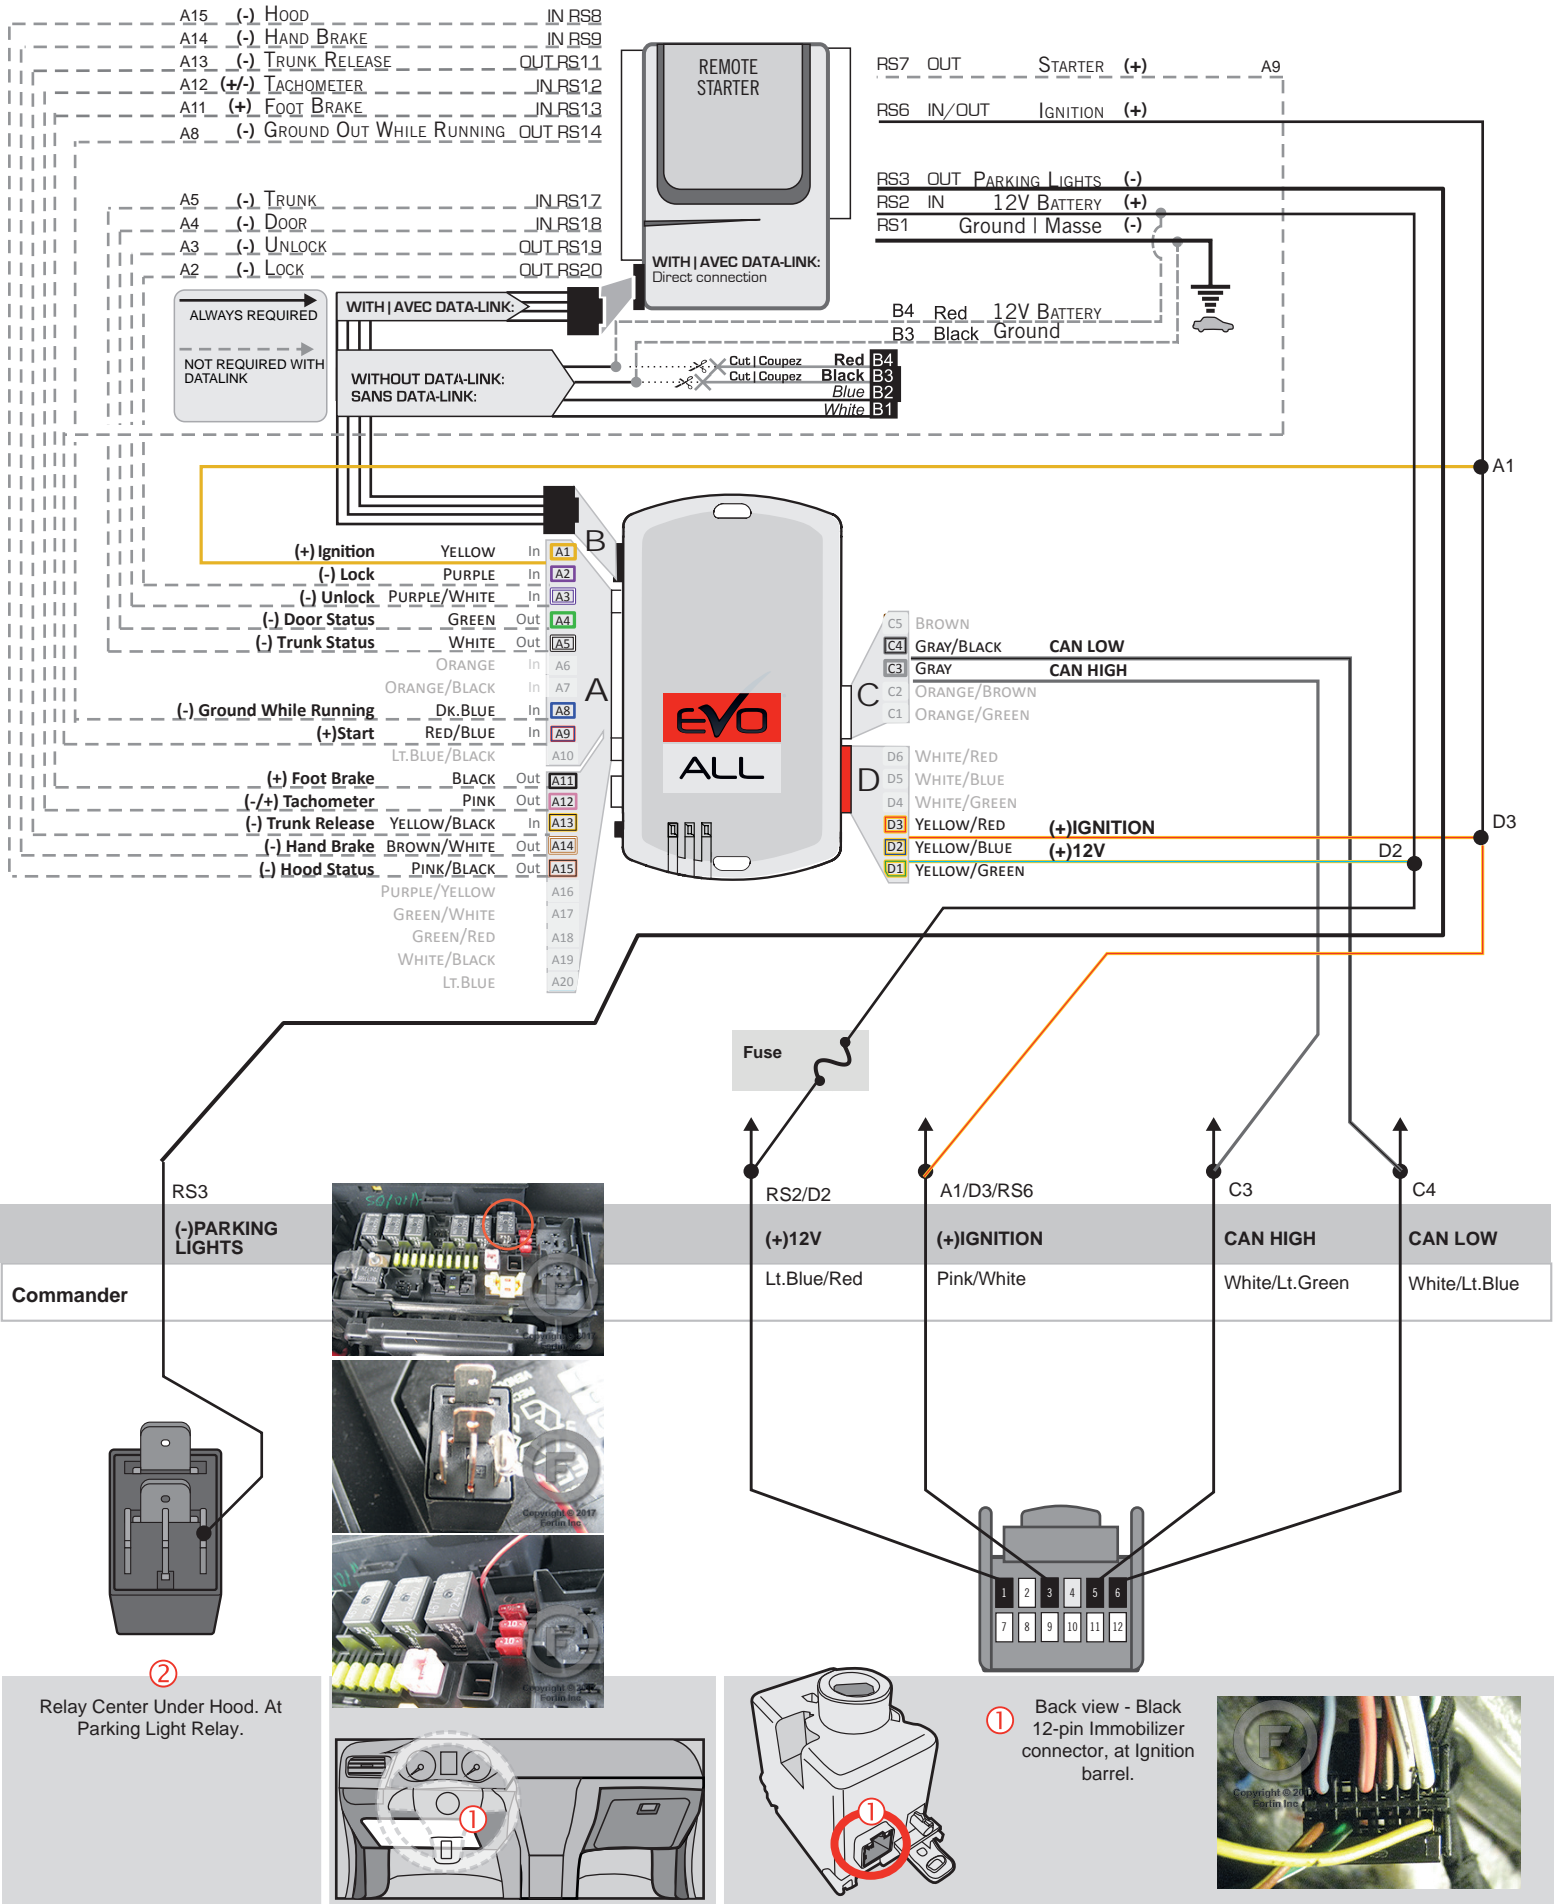 A15 (-) HOOD IN RS8
A14 (-) HAND BRAKE IN RS9
A13 (-) TRUNK RELEASE OUT RS11
A12 (+/-) TACHOMETER IN RS12
A11 (+) FOOT BRAKE IN RS13
A8 (-) GROUND OUT WHILE RUNNING OUT RS14
A5 (-) TRUNK IN RS17
A4 (-) DOOR IN RS18
A3 (-) UNLOCK OUT RS19
A2 (-) LOCK OUT RS20
REMOTE
STARTER
WITH | AVEC DATA-LINK:
Direct connection
RS7 OUT STARTER (+) A9
RS6 IN/OUT IGNITION (+)
RS3 OUT PARKING LIGHTS (-)
RS2 IN 12V BATTERY (+)
RS1 Ground | Masse (-)
ALWAYS REQUIRED
NOT REQUIRED WITH
DATALINK
WITH | AVEC DATA-LINK:
B4 Red 12V BATTERY
B3 Black Ground
WITHOUT DATA-LINK:
SANS DATA-LINK:
Cut | Coupez Red B4
Cut | Coupez Black B3
Blue B2
White B1
A1
B
(+) Ignition YELLOW In A1
(-) Lock PURPLE In A2
(-) Unlock PURPLE/WHITE In A3
(-) Door Status GREEN Out A4
(-) Trunk Status WHITE Out A5
ORANGE In A6
ORANGE/BLACK In A7
(-) Ground While Running DK.BLUE In A8
(+)Start RED/BLUE In A9
LT.BLUE/BLACK A10
(+) Foot Brake BLACK Out A11
(-/+) Tachometer PINK Out A12
(-) Trunk Release YELLOW/BLACK In A13
(-) Hand Brake BROWN/WHITE Out A14
(-) Hood Status PINK/BLACK Out A15
PURPLE/YELLOW A16
GREEN/WHITE A17
GREEN/RED A18
WHITE/BLACK A19
LT.BLUE A20
A
EVO
ALL
C
C5 BROWN
C4 GRAY/BLACK CAN LOW
C3 GRAY CAN HIGH
C2 ORANGE/BROWN
C1 ORANGE/GREEN
D
D6 WHITE/RED
D5 WHITE/BLUE
D4 WHITE/GREEN
D3 YELLOW/RED (+)IGNITION D3
D2 YELLOW/BLUE (+)12V D2
D1 YELLOW/GREEN
Fuse
RS3
(-)PARKING
LIGHTS
RS2/D2
(+)12V
A1/D3/RS6
(+)IGNITION
C3
CAN HIGH
C4
CAN LOW
Commander
Lt.Blue/Red
Pink/White
White/Lt.Green
White/Lt.Blue
Copyright © 2017
Fortin Inc
Copyright © 2017
Fortin Inc
Fortin Inc
1 2 3 4 5 6
7 8 9 10 11 12
2
Relay Center Under Hood. At
Parking Light Relay.
1
1
1
Back view - Black
12-pin Immobilizer
connector, at Ignition
barrel.
Copyright © 201
Fortin Inc